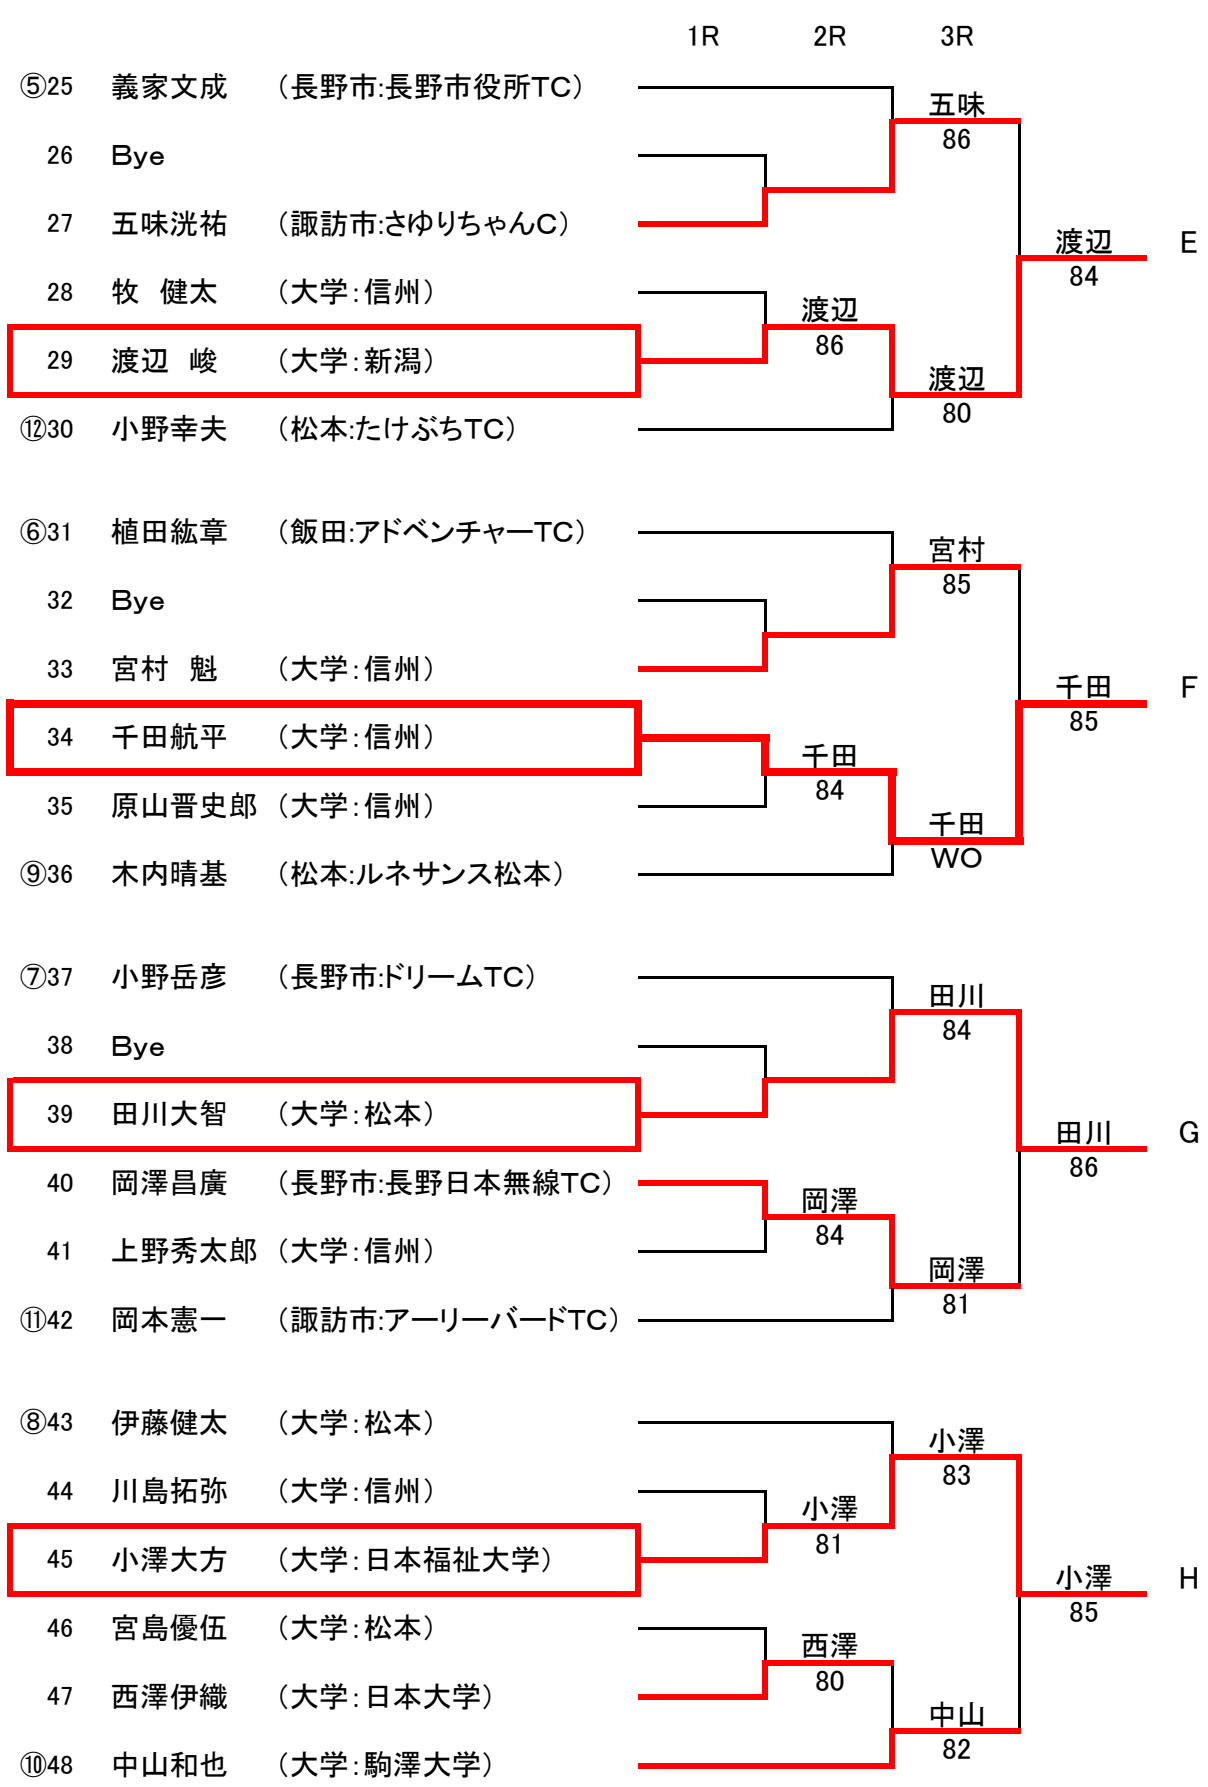 1R 2R 3R
⑤25 義家文成 （長野市:長野市役所TC）
五味
86
26 Bye
27 五味洸祐 （諏訪市:さゆりちゃんC）
渡辺 E
84
28 牧 健太 （大学:信州）
渡辺
86
29 渡辺 峻 （大学:新潟）
渡辺
80
⑫30 小野幸夫 （松本:たけぶちTC）
⑥31 植田紘章 （飯田:アドベンチャーTC）
宮村
85
32 Bye
33 宮村 魁 （大学:信州）
千田 F
85
34 千田航平 （大学:信州）
千田
84
35 原山晋史郎 （大学:信州）
千田
WO
⑨36 木内晴基 （松本:ルネサンス松本）
⑦37 小野岳彦 （長野市:ドリームTC）
田川
84
38 Bye
39 田川大智 （大学:松本）
田川 G
86
40 岡澤昌廣 （長野市:長野日本無線TC）
岡澤
84
41 上野秀太郎 （大学:信州）
岡澤
81
⑪42 岡本憲一 （諏訪市:アーリーバードTC）
⑧43 伊藤健太 （大学:松本）
小澤
83
44 川島拓弥 （大学:信州）
小澤
81
45 小澤大方 （大学:日本福祉大学）
小澤 H
85
46 宮島優伍 （大学:松本）
西澤
80
47 西澤伊織 （大学:日本大学）
中山
82
⑩48 中山和也 （大学:駒澤大学）